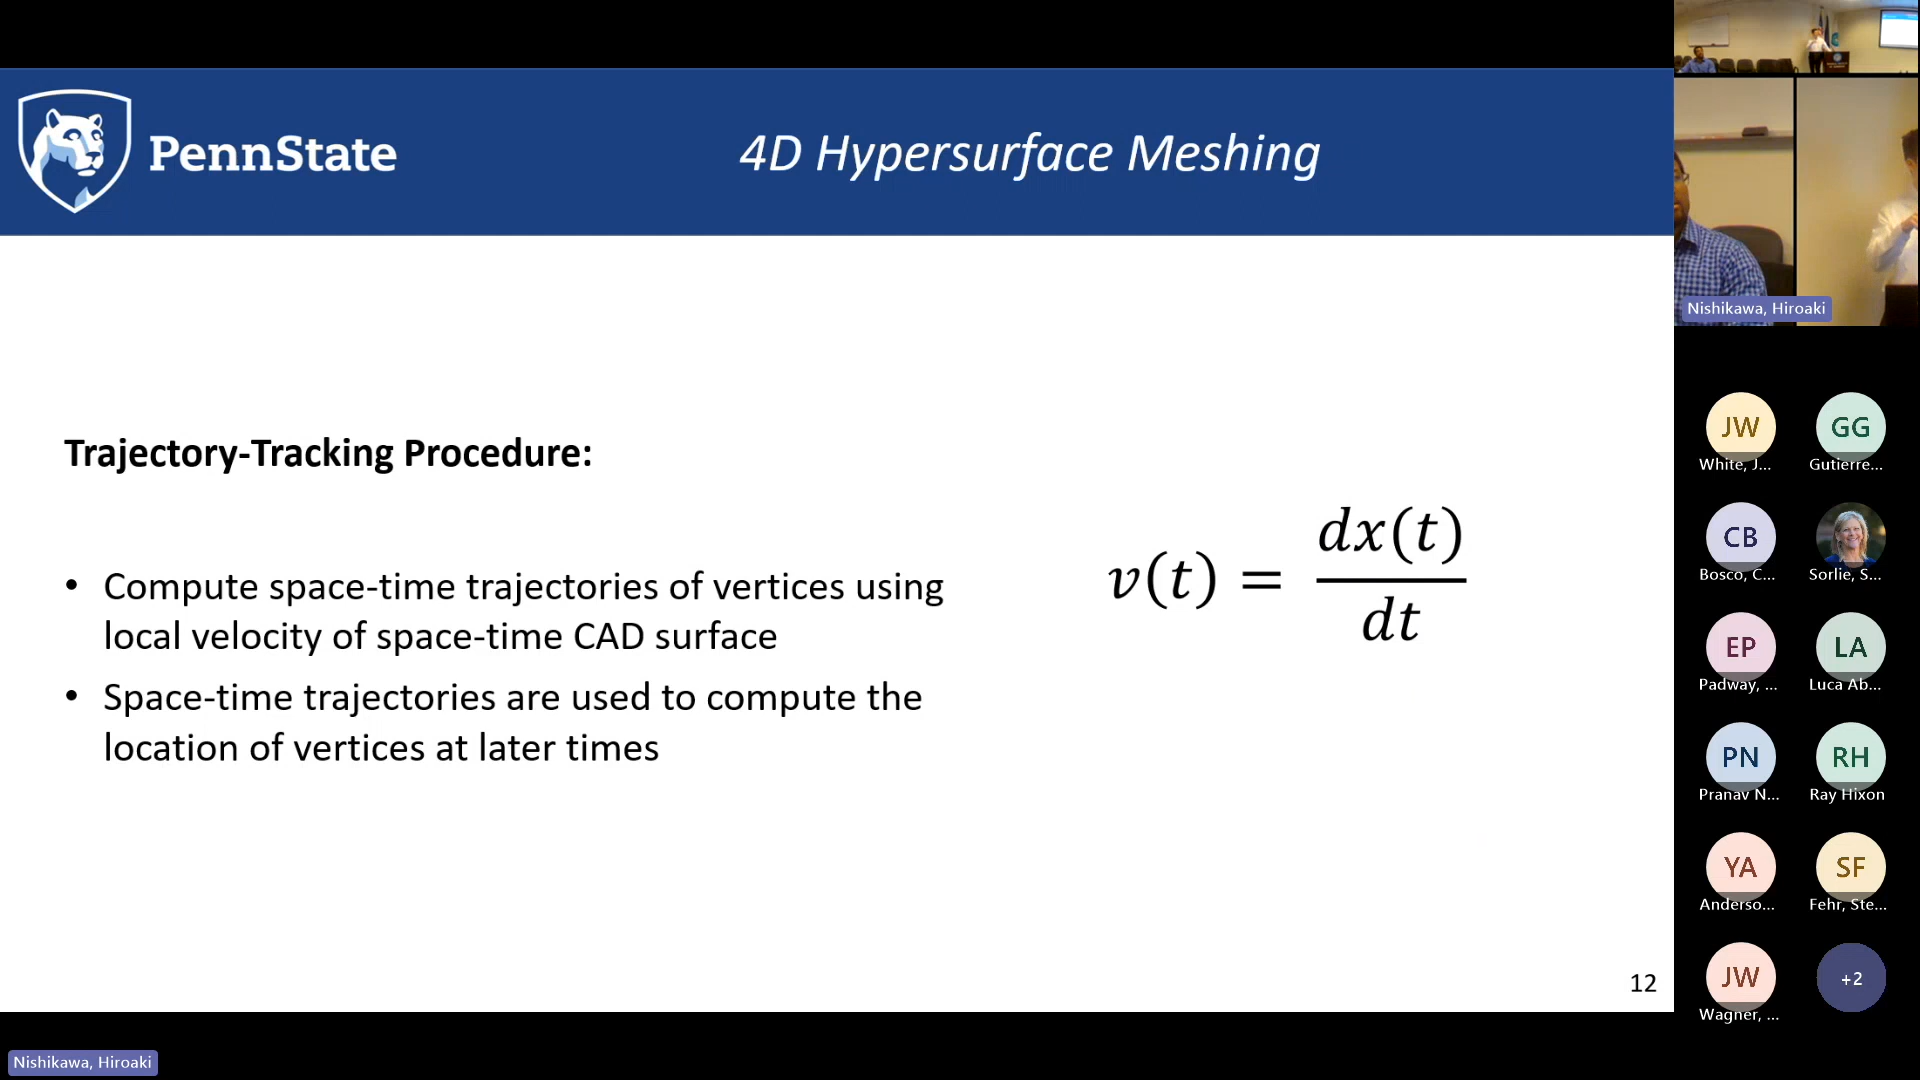 PennState
4D Hypersurface Meshing
Trajectory-Tracking Procedure:
• Compute space-time trajectories of vertices using
local velocity of space-time CAD surface
• Space-time trajectories are used to compute the
location of vertices at later times
v(t) = dx(t)/dt
12
Nishikawa, Hiroaki
JW
White, J...
GG
Gutierre...
CB
Bosco, C...
Sorlie, S...
EP
Padway, ...
LA
Luca Ab...
PN
Pranav N...
RH
Ray Hixon
YA
Anderso...
SF
Fehr, Ste...
JW
Wagner, ...
+2
Nishikawa, Hiroaki